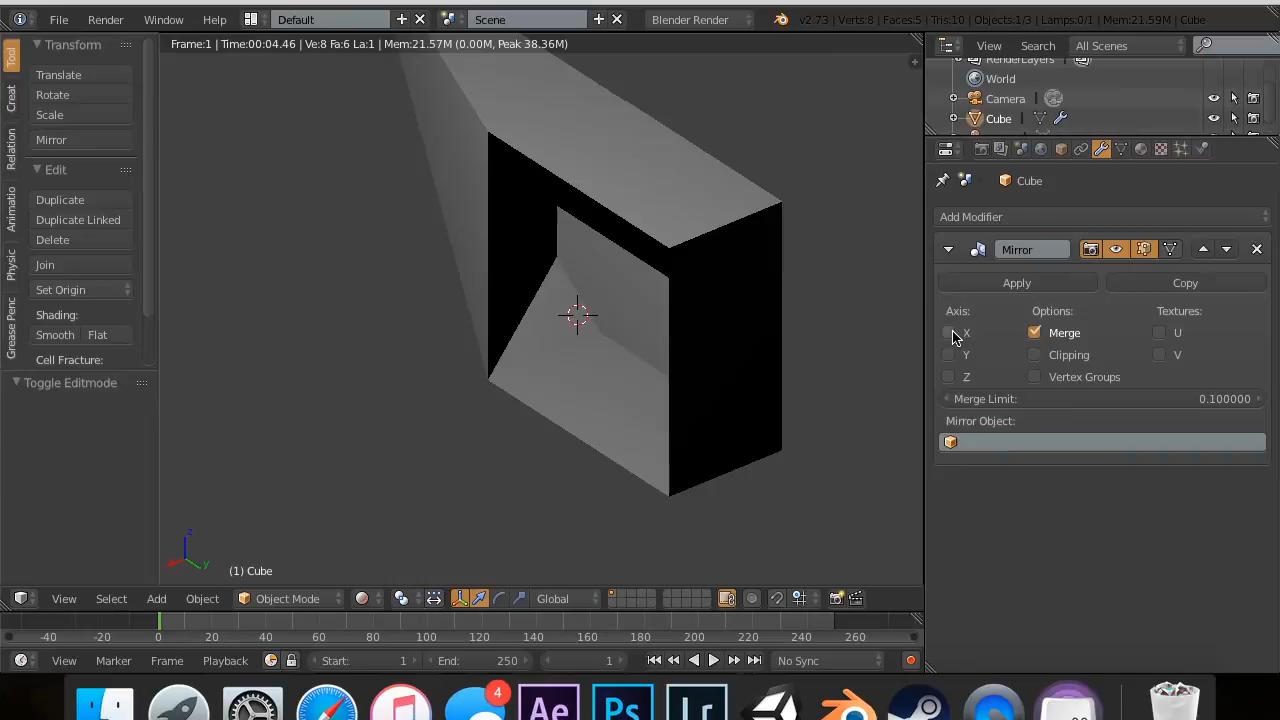 File Render Window Help Default Scene Blender Render v2.73 | Verts:8 | Faces:5 | Tris:10 | Objects:1/3 | Lamps:0/1 | Mem:21.59M | Cube
Frame:1 | Time:00:04.46 | Ve:8 Fa:6 La:1 | Mem:21.57M (0.00M, Peak 38.36M)
View Search All Scenes
RenderLayers
World
Camera
Cube
Tool
Creat
Relation
Animatio
Physic
Grease Penc
Transform
Translate
Rotate
Scale
Mirror
Edit
Duplicate
Duplicate Linked
Delete
Join
Set Origin
Shading:
Smooth Flat
Cell Fracture:
Toggle Editmode
Cube
Add Modifier
Mirror
Apply Copy
Axis: Options: Textures:
X Merge U
Y Clipping V
Z Vertex Groups
Merge Limit: 0.100000
Mirror Object:
z
y
(1) Cube
View Select Add Object Object Mode Global
-40 -20 0 20 40 60 80 100 120 140 160 180 200 220 240 260
View Marker Frame Playback Start: 1 End: 250 1 No Sync
4
Ae Ps Lr